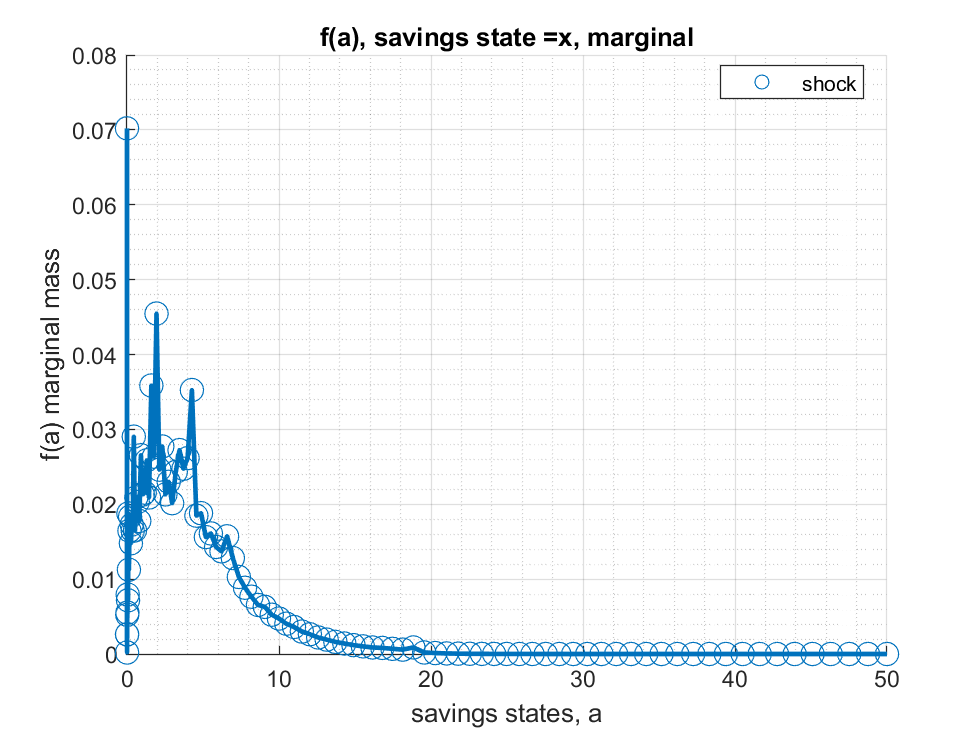 f(a), savings state =x, marginal
shock
0.08
0.07
0.06
0.05
0.04
0.03
0.02
0.01
0
f(a) marginal mass
0 10 20 30 40 50
savings states, a